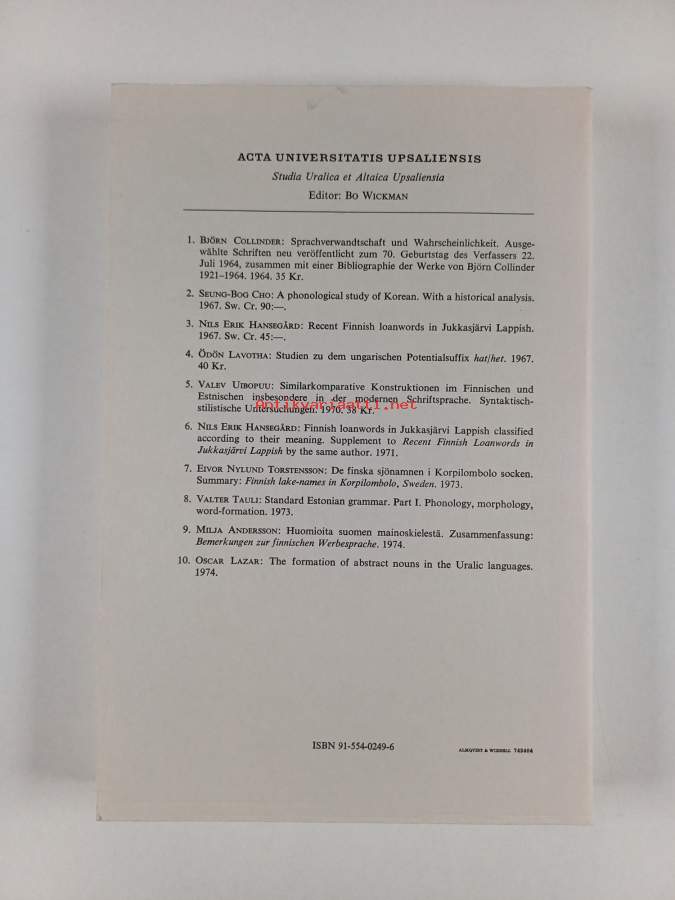 ACTA UNIVERSITATIS UPSALIENSIS
Studia Uralica et Altaica Upsaliensia
Editor: BO WICKMAN
1. BJÖRN COLLINDER: Sprachverwandtschaft und Wahrscheinlichkeit. Ausge-
wählte Schriften neu veröffentlicht zum 70. Geburtstag des Verfassers 22.
Juli 1964, zusammen mit einer Bibliographie der Werke von Björn Collinder
1921–1964. 1964. 35 Kr.
2. SEUNG-BOG CHO: A phonological study of Korean. With a historical analysis.
1967. Sw. Cr. 90:—.
3. NILS ERIK HANSEGÅRD: Recent Finnish loanwords in Jukkasjärvi Lappish.
1967. Sw. Cr. 45:—.
4. ÖDÖN LAVOTHA: Studien zu dem ungarischen Potentialsuffix hat/het. 1967.
40 Kr.
5. VALEV UIBOPUU: Similarkomparative Konstruktionen im Finnischen und
Estnischen insbesondere in der modernen Schriftsprache. Syntaktisch-
Antikvariaatti.net
stilistische Untersuchungen. 1970. 38 Kr.
6. NILS ERIK HANSEGÅRD: Finnish loanwords in Jukkasjärvi Lappish classified
according to their meaning. Supplement to Recent Finnish Loanwords in
Jukkasjärvi Lappish by the same author. 1971.
7. EIVOR NYLUND TORSTENSSON: De finska sjönamnen i Korpilombolo socken.
Summary: Finnish lake-names in Korpilombolo, Sweden. 1973.
8. VALTER TAULI: Standard Estonian grammar. Part I. Phonology, morphology,
word-formation. 1973.
9. MILJA ANDERSSON: Huomioita suomen mainoskielestä. Zusammenfassung:
Bemerkungen zur finnischen Werbesprache. 1974.
10. OSCAR LAZAR: The formation of abstract nouns in the Uralic languages.
1974.
ISBN 91-554-0249-6
ALMQVIST & WIKSELL 742404